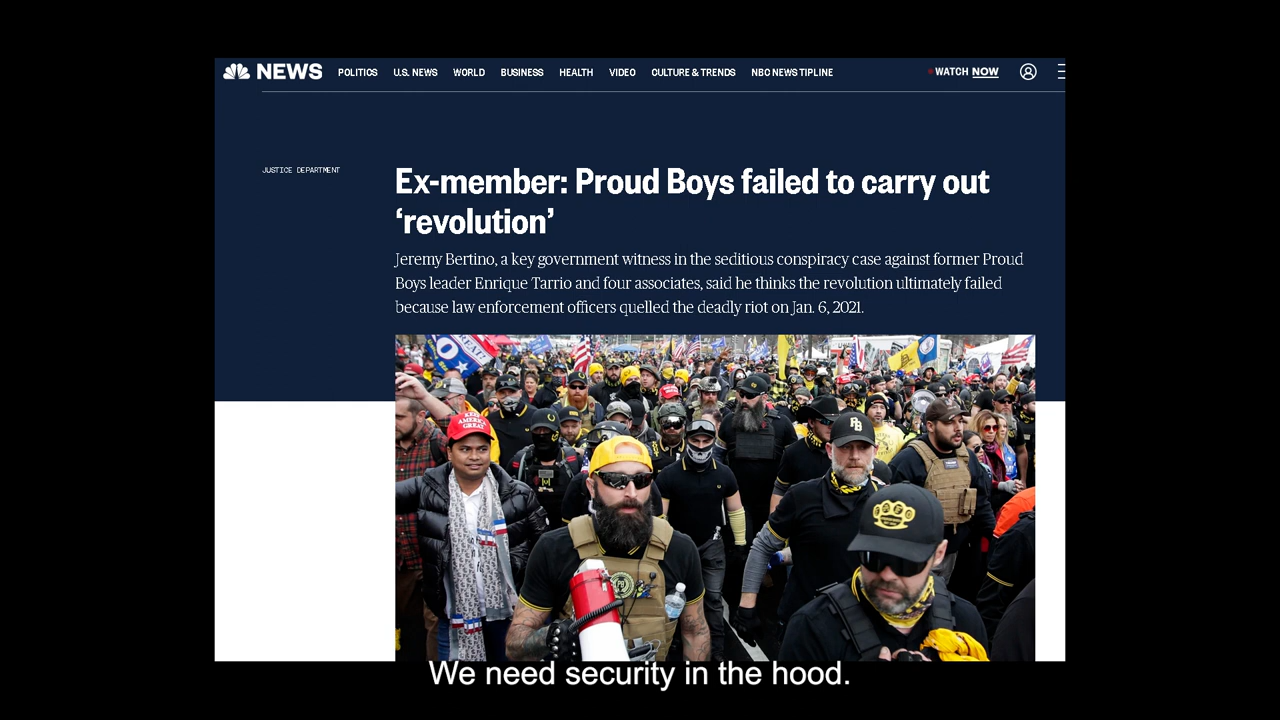 NEWS POLITICS U.S. NEWS WORLD BUSINESS HEALTH VIDEO CULTURE & TRENDS NBC NEWS TIPLINE WATCH NOW
JUSTICE DEPARTMENT
Ex-member: Proud Boys failed to carry out
‘revolution’
Jeremy Bertino, a key government witness in the seditious conspiracy case against former Proud
Boys leader Enrique Tarrio and four associates, said he thinks the revolution ultimately failed
because law enforcement officers quelled the deadly riot on Jan. 6, 2021.
KEEP
AMERICA
GREAT
PB
We need security in the hood.